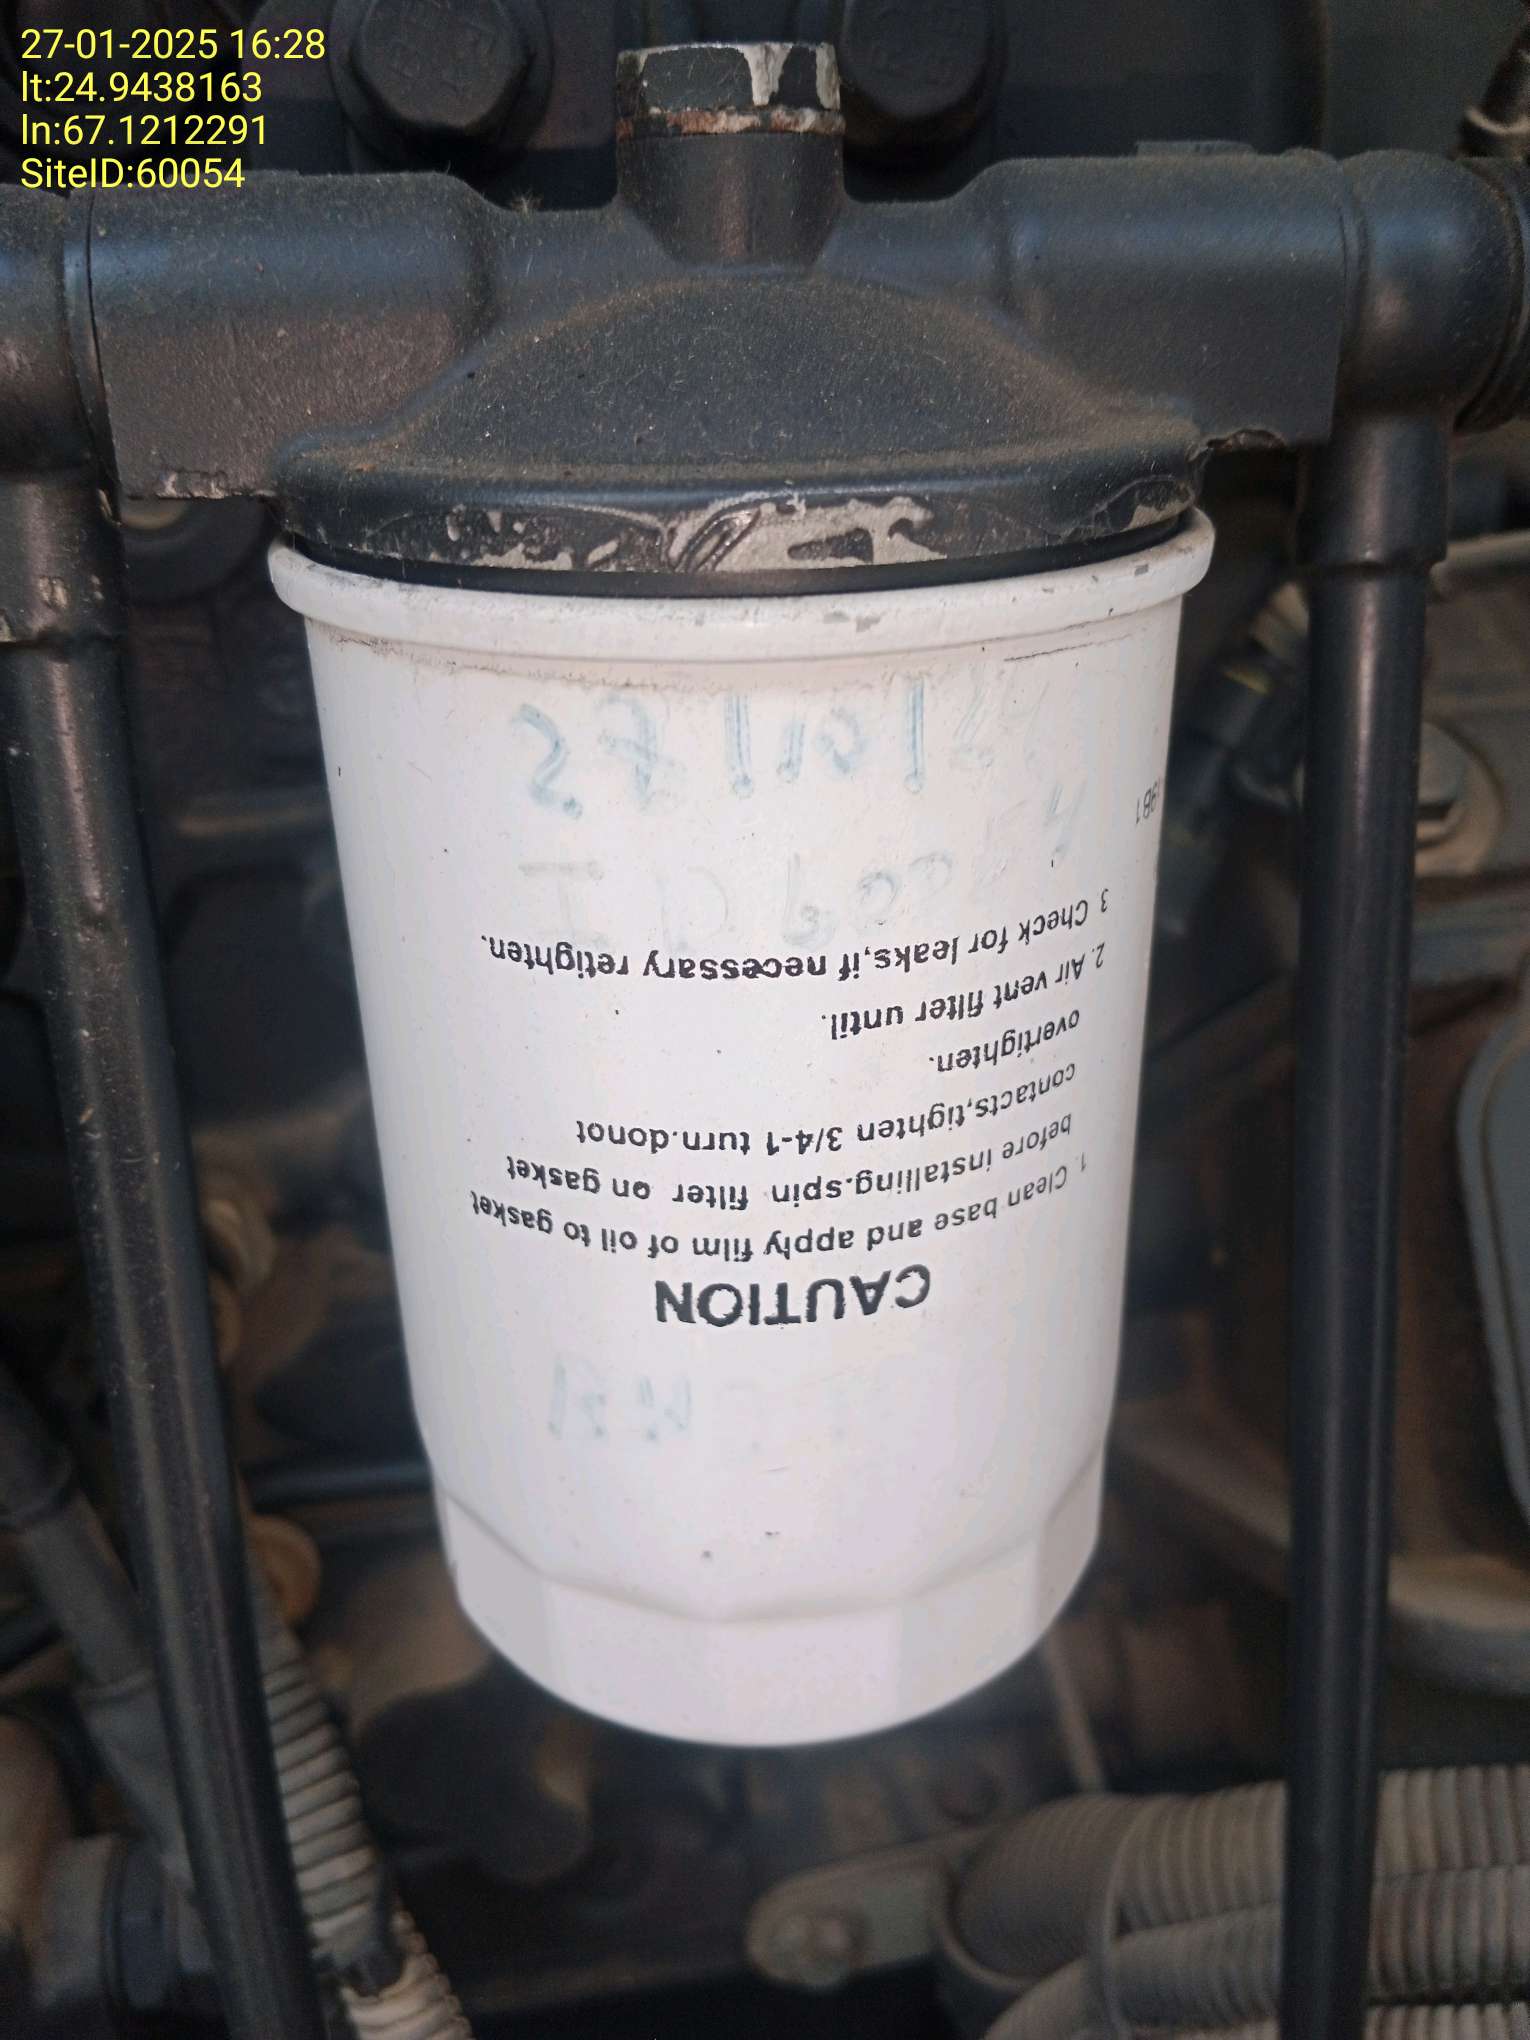 27-01-2025 16:28
lt:24.9438163
ln:67.1212291
SiteID:60054
CAUTION
1. Clean base and apply film of oil to gasket
before installing.spin filter on gasket
contacts,tighten 3/4-1 turn.donot
overtighten.
2. Air vent filter until.
3 Check for leaks,if necessary retighten.